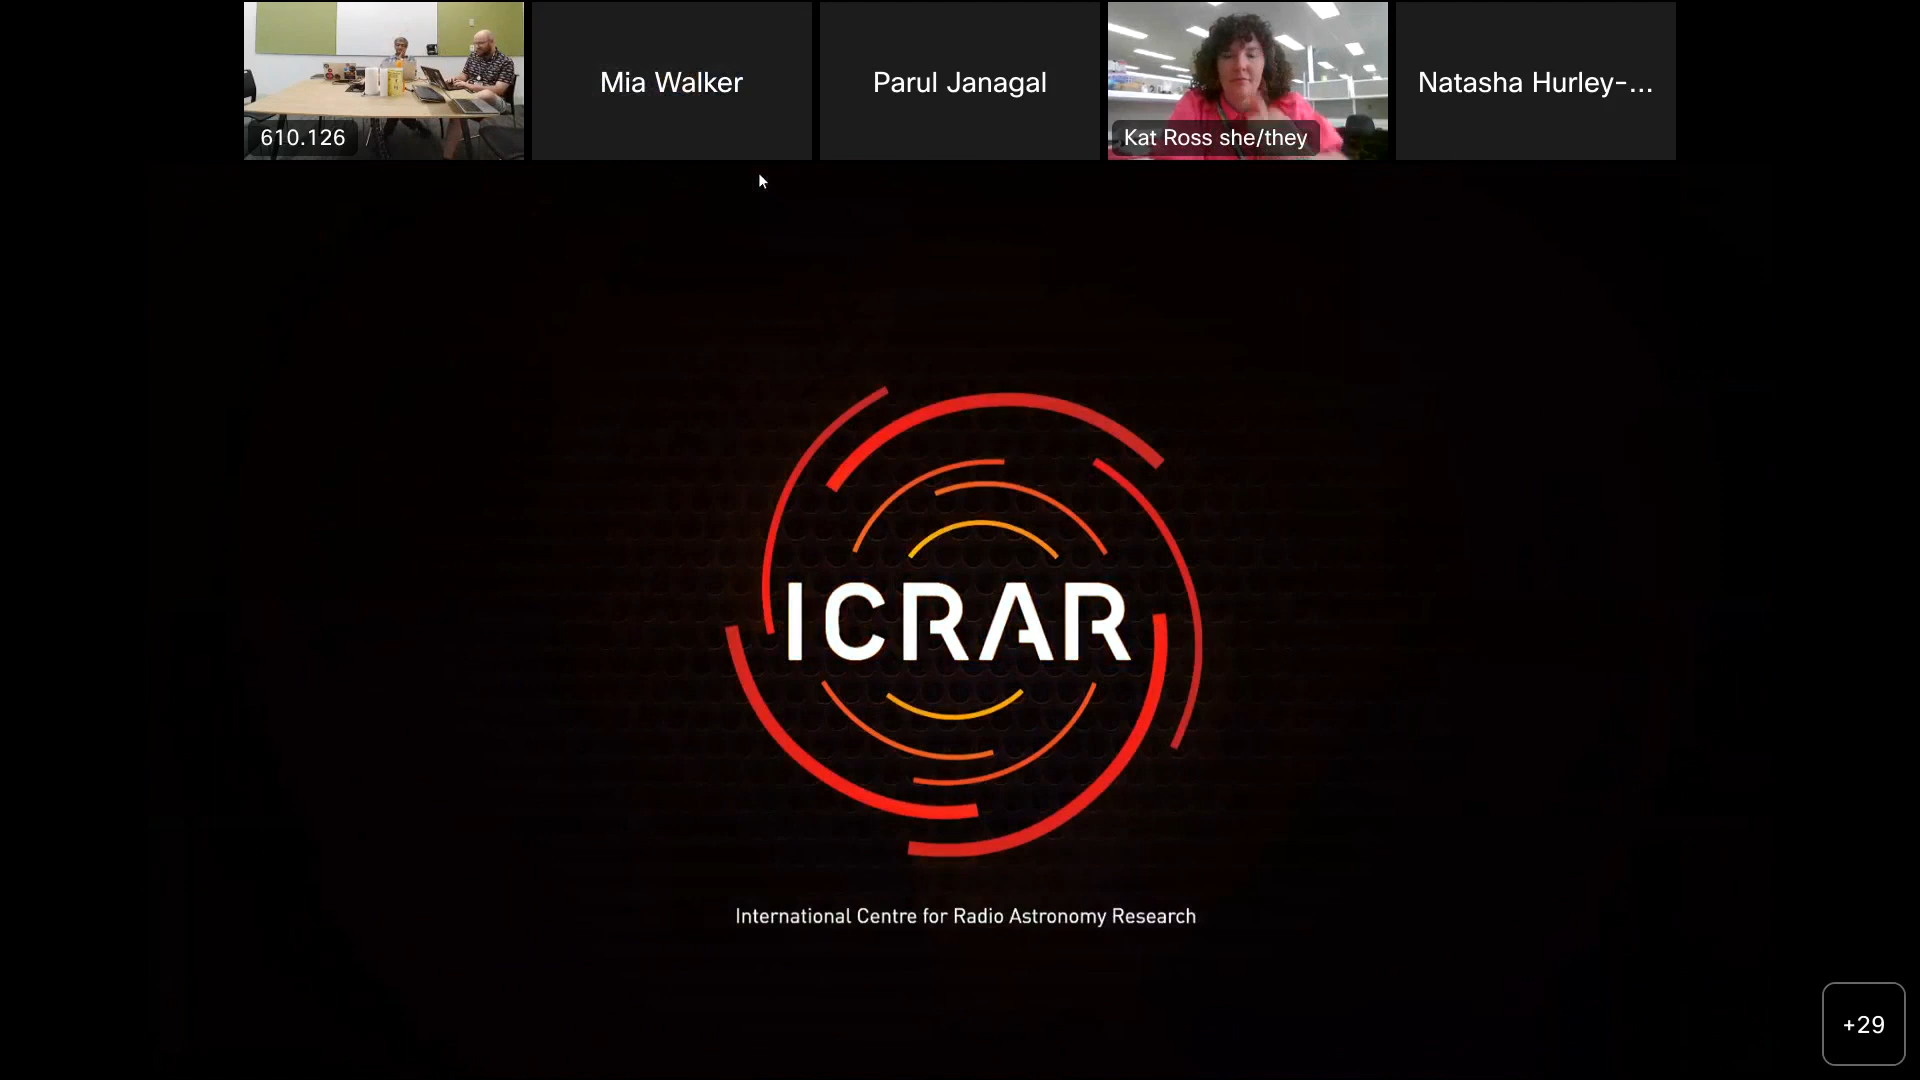 610.126
Mia Walker
Parul Janagal
Kat Ross she/they
Natasha Hurley-...
ICRAR
International Centre for Radio Astronomy Research
+29